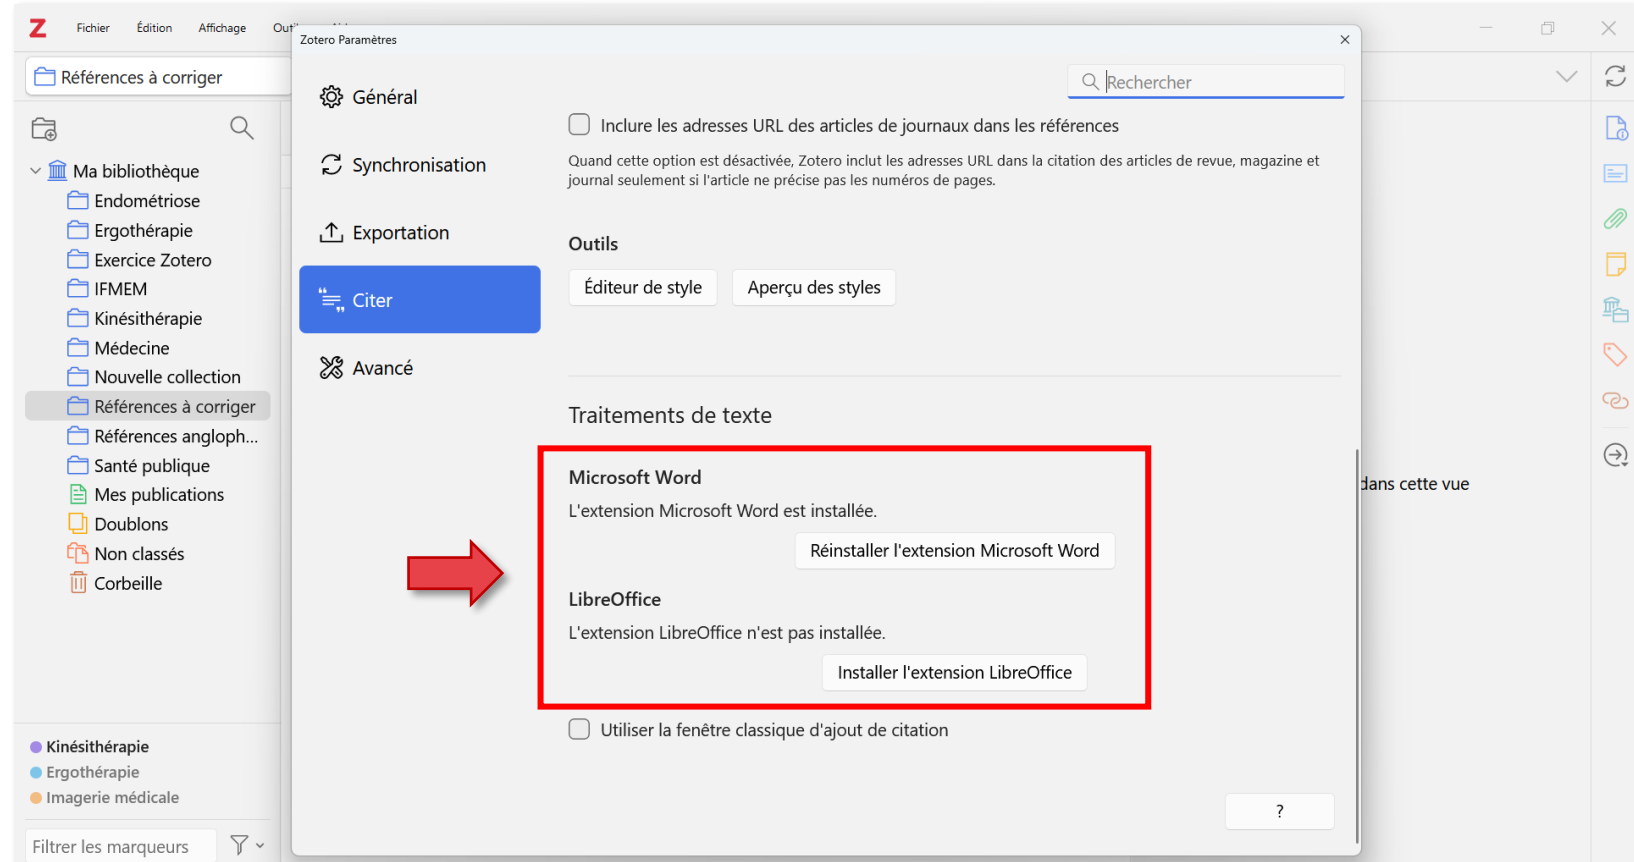 Z
Fichier Édition Affichage
Références à corriger
Ma bibliothèque
Endométriose
Ergothérapie
Exercice Zotero
IFMEM
Kinésithérapie
Médecine
Nouvelle collection
Références à corriger
Références angloph...
Santé publique
Mes publications
Doublons
Non classés
Corbeille
Kinésithérapie
Ergothérapie
Imagerie médicale
Filtrer les marqueurs
Zotero Paramètres
Général
Synchronisation
Exportation
Citer
Avancé
Rechercher
Inclure les adresses URL des articles de journaux dans les références
Quand cette option est désactivée, Zotero inclut les adresses URL dans la citation des articles de revue, magazine et
journal seulement si l'article ne précise pas les numéros de pages.
Outils
Éditeur de style Aperçu des styles
Traitements de texte
Microsoft Word
L'extension Microsoft Word est installée.
Réinstaller l'extension Microsoft Word
LibreOffice
L'extension LibreOffice n'est pas installée.
Installer l'extension LibreOffice
Utiliser la fenêtre classique d'ajout de citation
?
dans cette vue